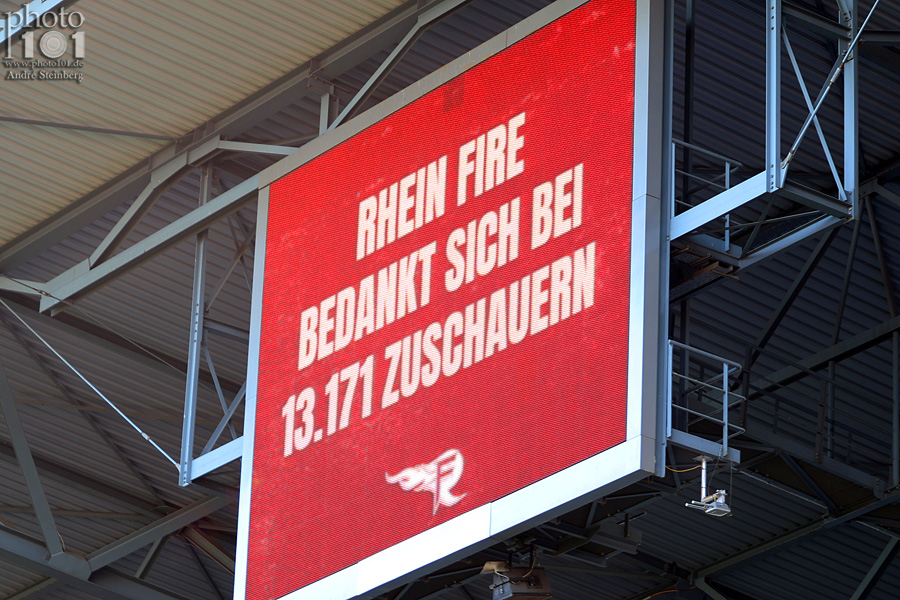 photo
101
www.photo101.de
André Steinberg
RHEIN FIRE
BEDANKT SICH BEI
13.171 ZUSCHAUERN